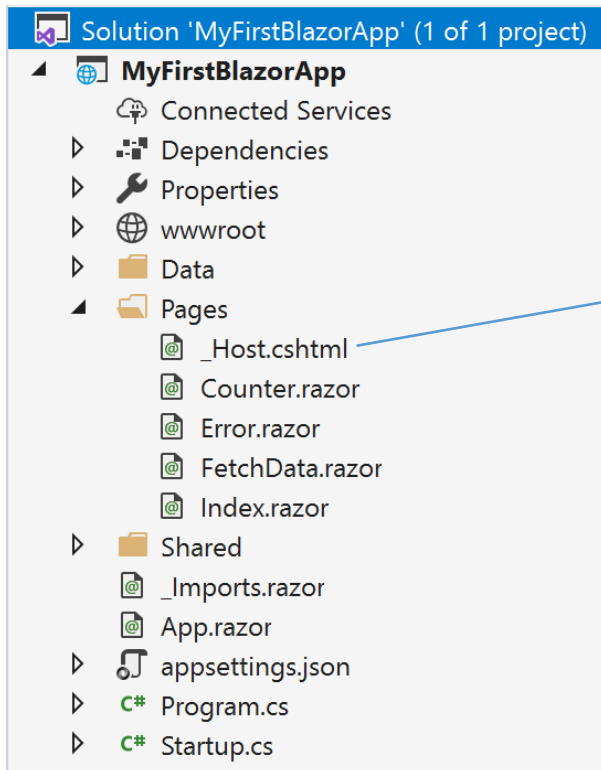 Solution 'MyFirstBlazorApp' (1 of 1 project)
MyFirstBlazorApp
Connected Services
Dependencies
Properties
wwwroot
Data
Pages
_Host.cshtml
Counter.razor
Error.razor
FetchData.razor
Index.razor
Shared
_Imports.razor
App.razor
appsettings.json
C# Program.cs
C# Startup.cs